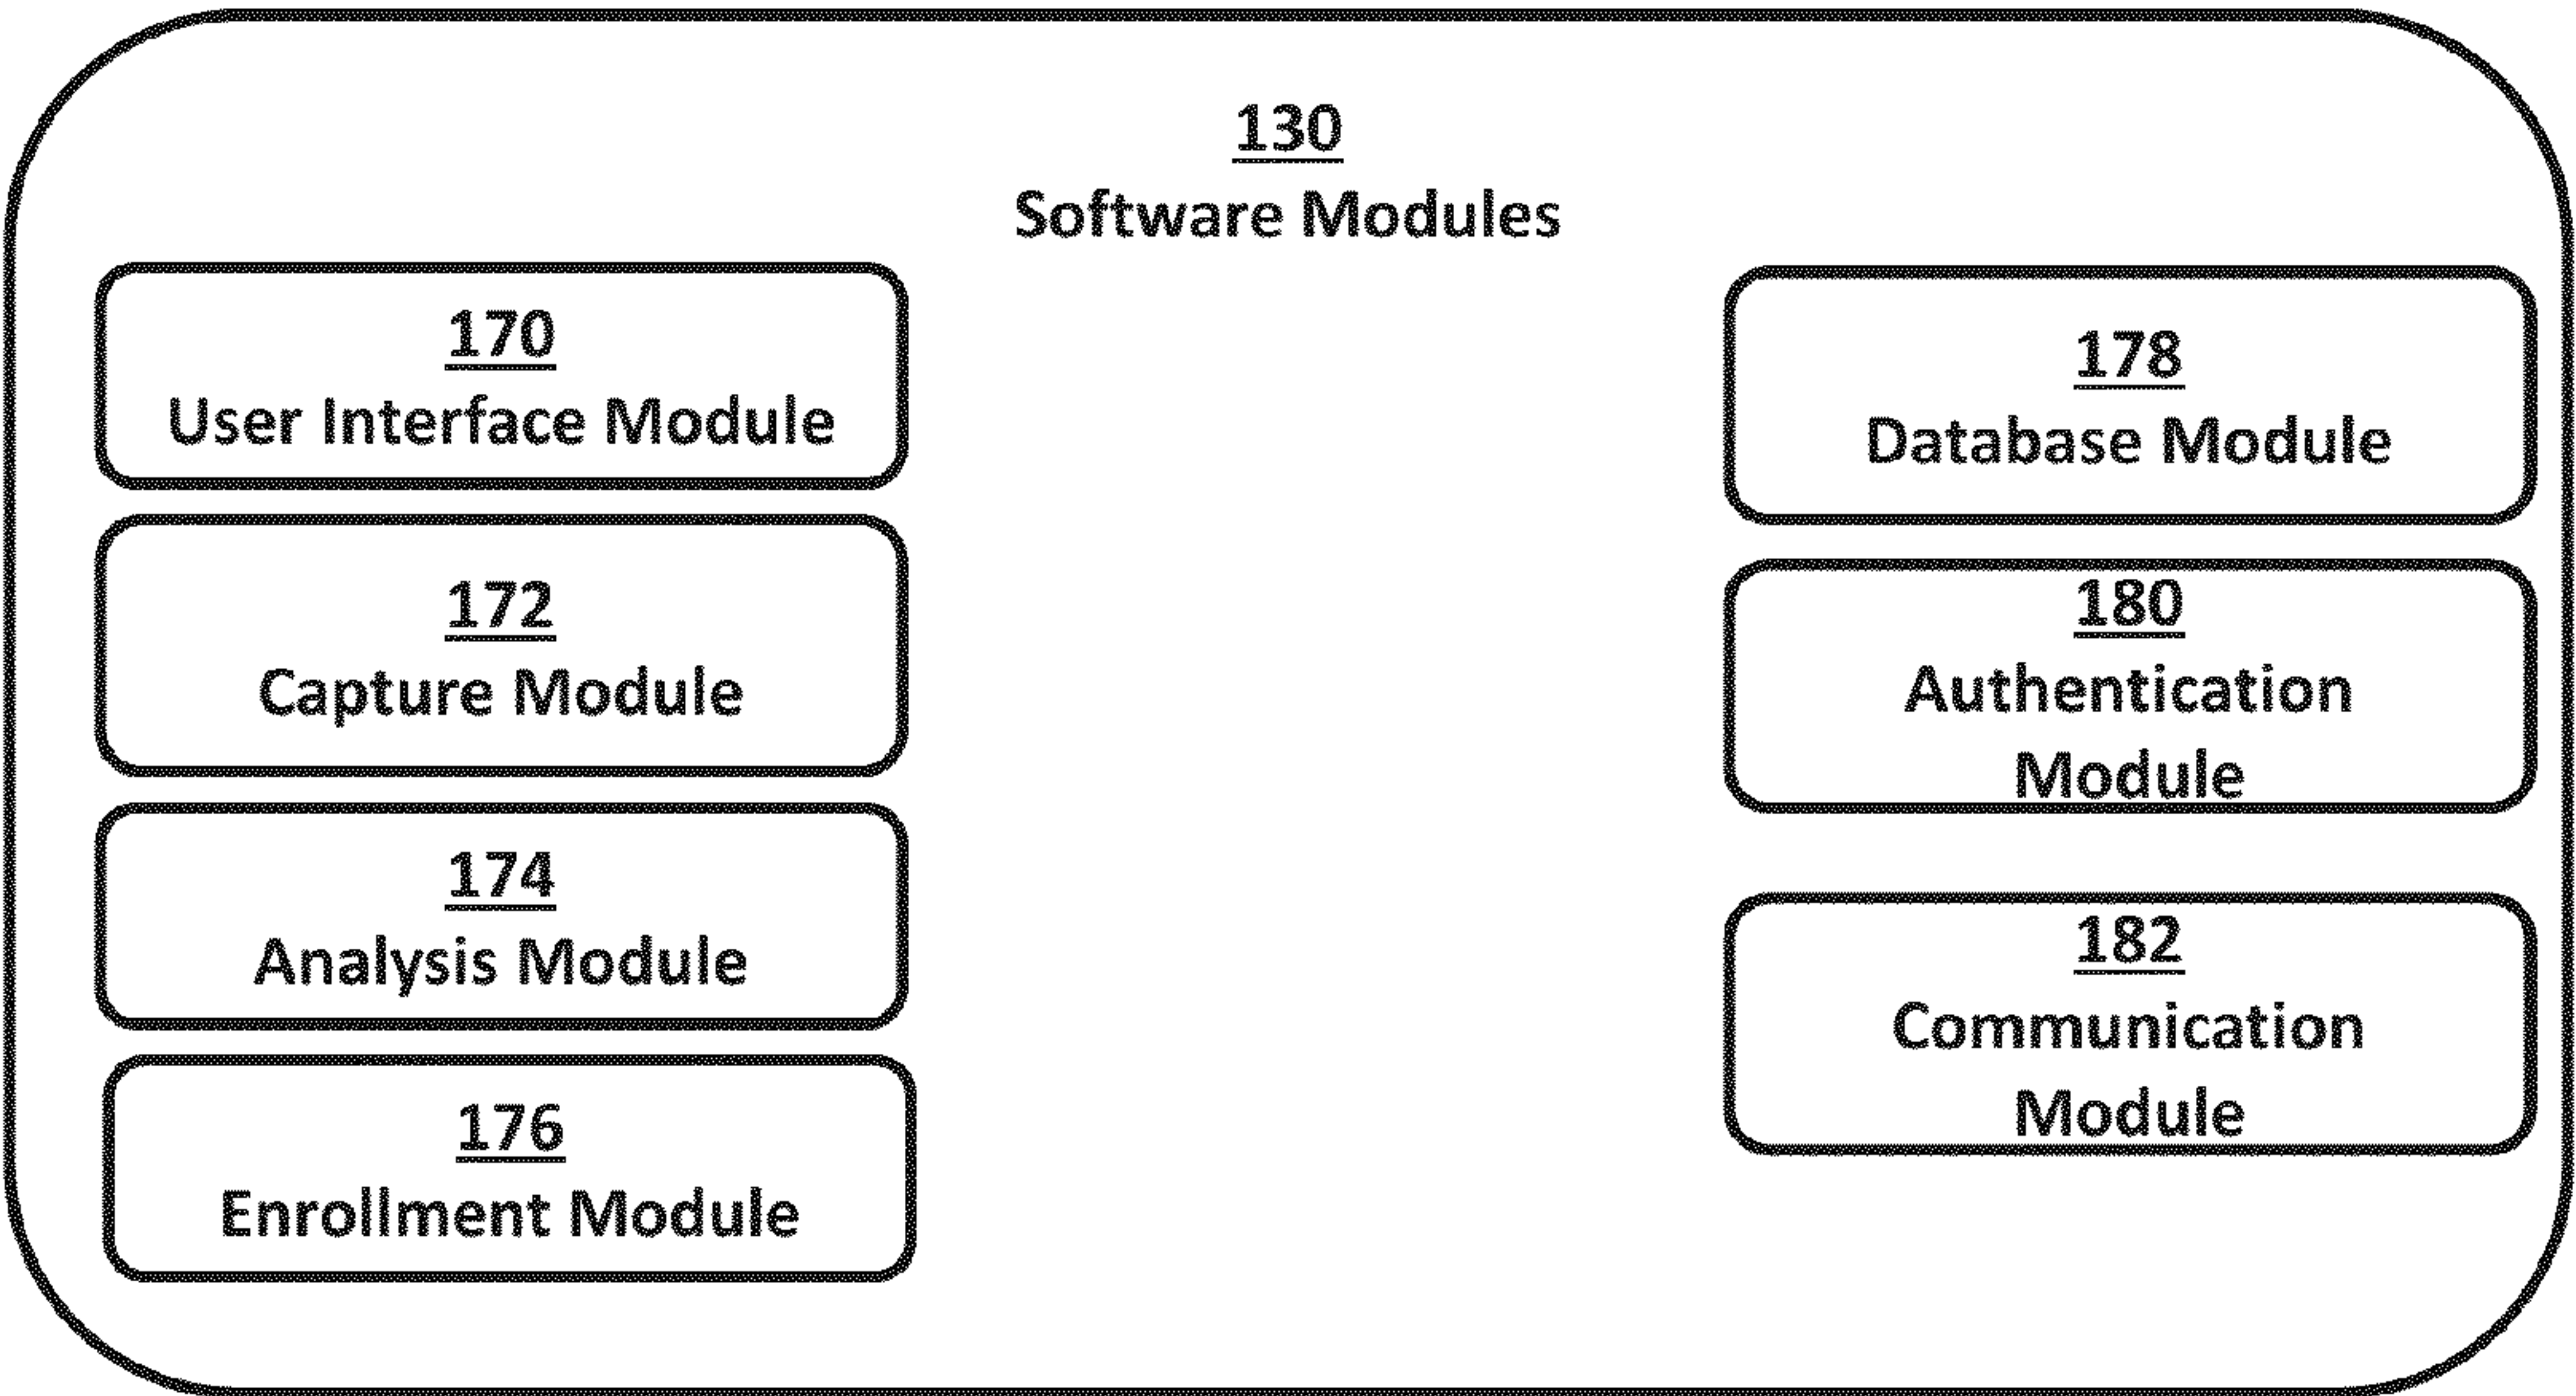 130
Software Modules
170
User Interface Module
172
Capture Module
174
Analysis Module
176
Enrollment Module
178
Database Module
180
Authentication
Module
182
Communication
Module